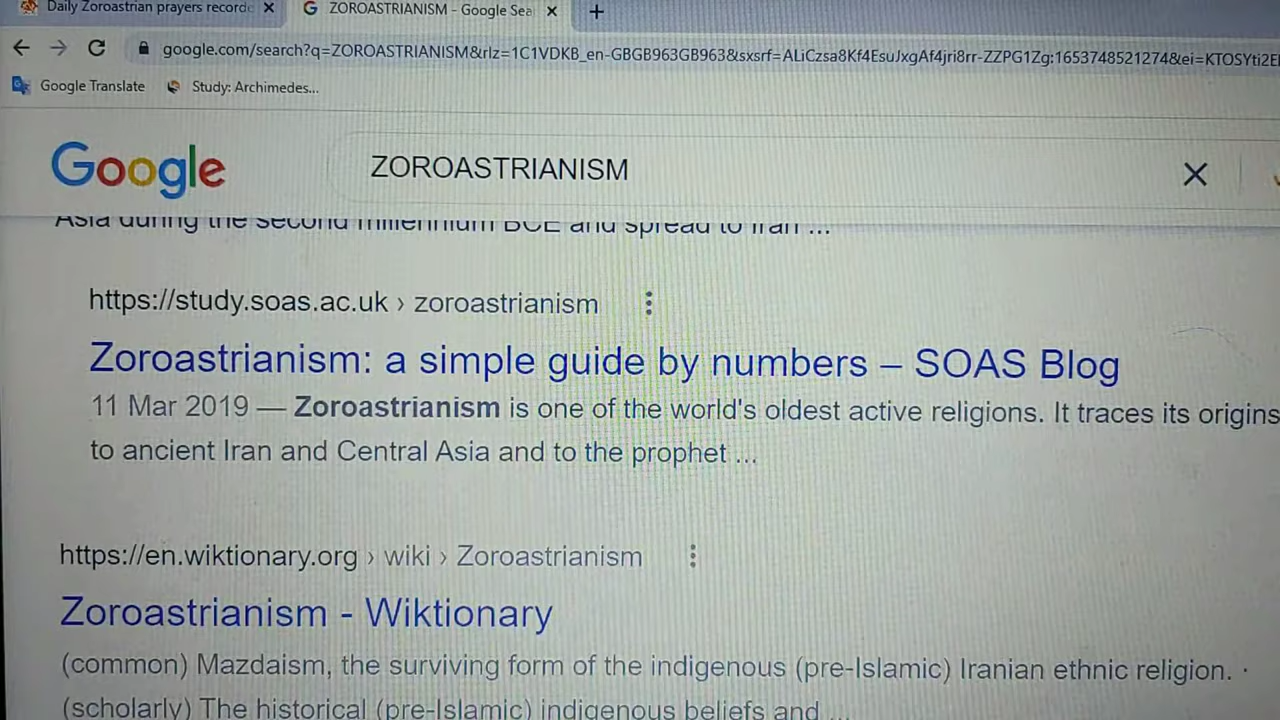 Daily Zoroastrian prayers recorde
ZOROASTRIANISM - Google Sea
google.com/search?q=ZOROASTRIANISM&rlz=1C1VDKB_en-GBGB963GB963&sxsrf=ALiCzsa8Kf4EsuJxgAf4jri8rr-ZZPG1Zg:1653748521274&ei=KTOSYti2E
Google Translate
Study: Archimedes...
Google
ZOROASTRIANISM
Asia during the second millennium BCE and spread to Iran ...
https://study.soas.ac.uk › zoroastrianism
Zoroastrianism: a simple guide by numbers – SOAS Blog
11 Mar 2019 — Zoroastrianism is one of the world's oldest active religions. It traces its origins
to ancient Iran and Central Asia and to the prophet ...
https://en.wiktionary.org › wiki › Zoroastrianism
Zoroastrianism - Wiktionary
(common) Mazdaism, the surviving form of the indigenous (pre-Islamic) Iranian ethnic religion. ·
(scholarly) The historical (pre-Islamic) indigenous beliefs and ...